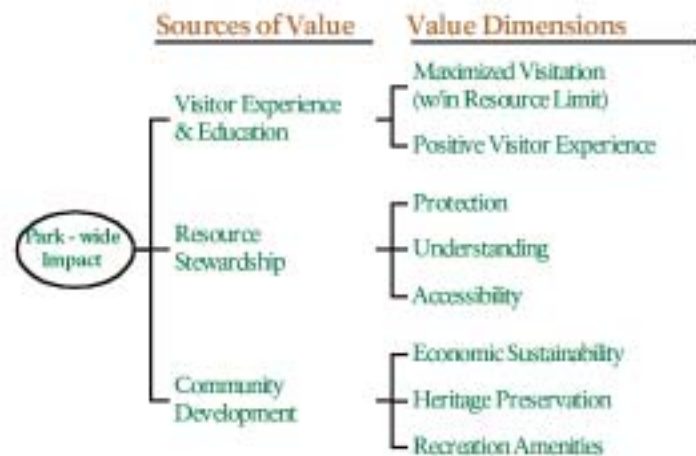 Sources of Value
Value Dimensions
Visitor Experience
& Education
Maximized Visitation
(w/in Resource Limit)
Positive Visitor Experience
Park - wide
Impact
Resource
Stewardship
Protection
Understanding
Accessibility
Community
Development
Economic Sustainability
Heritage Preservation
Recreation Amenities